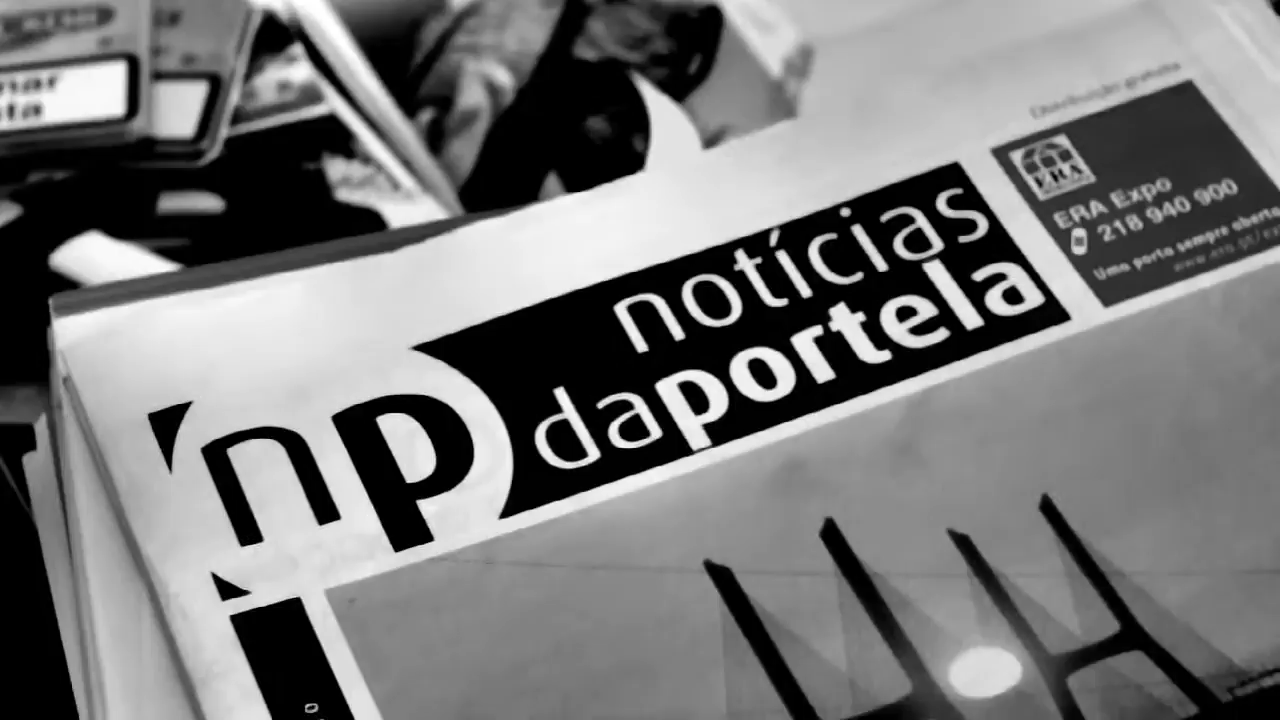 Distribuição gratuita
ERA
ERA Expo
218 940 900
Uma porta sempre aberta
notícias
daportela
np